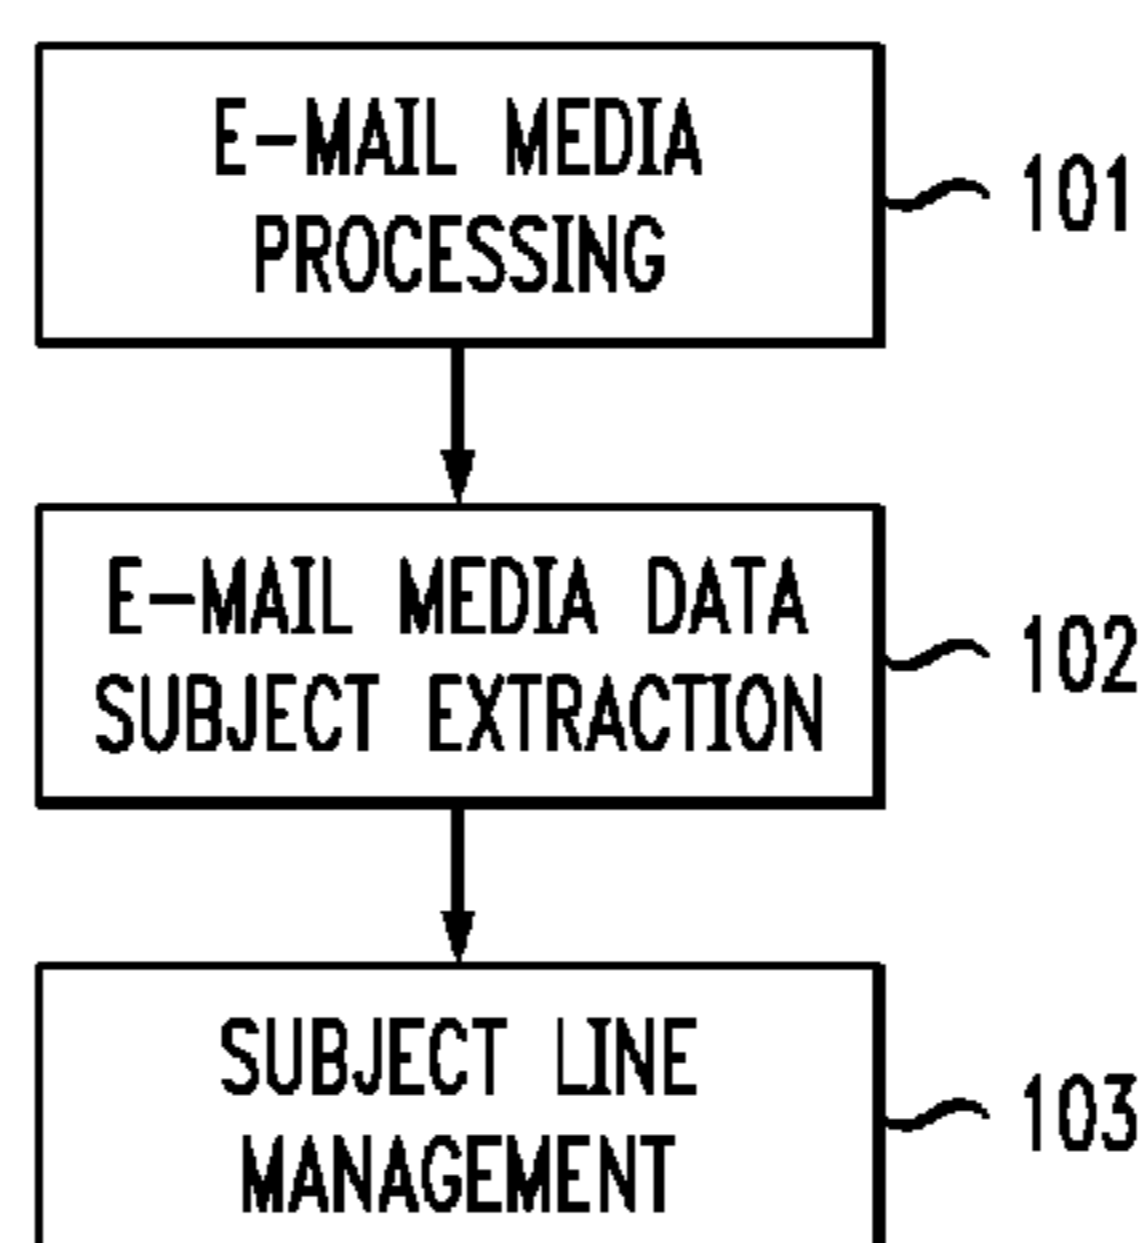 E-MAIL MEDIA
PROCESSING
101
E-MAIL MEDIA DATA
SUBJECT EXTRACTION
102
SUBJECT LINE
MANAGEMENT
103